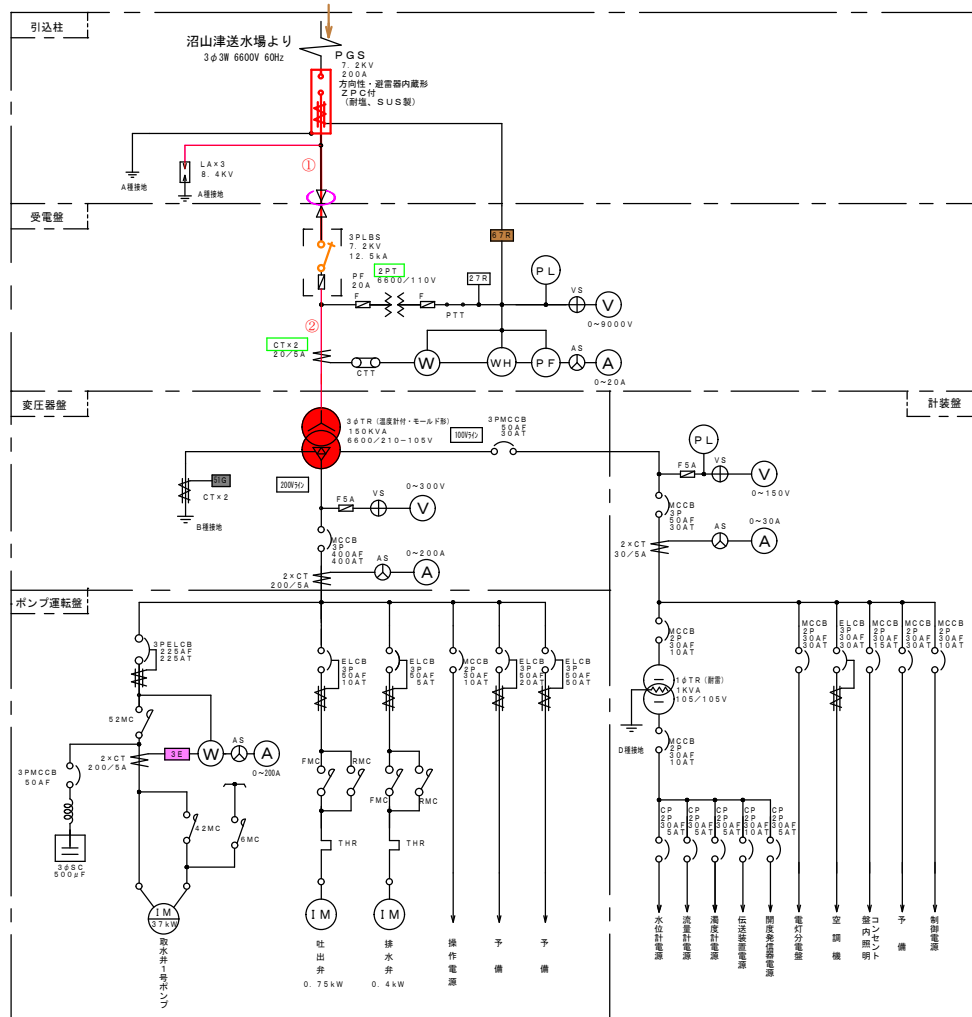 引込柱
沼山津送水場より
3φ3W 6600V 60Hz
PGS
7.2KV
200A
方向性・避雷器内蔵形
ZPC付
(耐塩、SUS製)
LA×3
8.4KV
A種接地
A種接地
①
受電盤
3PLBS
7.2KV
12.5kA
PF
20A
2PT
6600/110V
F
F
PTT
27R
67R
PL
VS
V
0~9000V
②
CT×2
20/5A
CTT
W
WH
PF
AS
A
0~20A
変圧器盤
計装盤
3φTR (温度計付・モールド形)
150KVA
6600/210-105V
100Vライン
3PMCCB
50AF
30AT
51G
CT×2
B種接地
200Vライン
F5A
VS
0~300V
V
MCCB
3P
400AF
400AT
2×CT
200/5A
AS
0~200A
A
PL
F5A
VS
V
0~150V
MCCB
3P
50AF
30AT
2×CT
30/5A
AS
0~30A
A
ポンプ運転盤
3PELCB
225AF
225AT
52MC
2×CT
200/5A
3E
W
AS
A
0~200A
3PMCCB
50AF
3φSC
500μF
42MC
6MC
IM
37kW
取水井1号ポンプ
ELCB
3P
50AF
10AT
FMC
RMC
THR
IM
吐出弁
0.75kW
ELCB
3P
50AF
5AT
FMC
RMC
THR
IM
排水弁
0.4kW
MCCB
2P
30AF
10AT
操作電源
ELCB
3P
50AF
20AT
予備
ELCB
3P
50AF
50AT
予備
MCCB
2P
30AF
10AT
1φTR (耐雷)
1KVA
105/105V
D種接地
MCCB
2P
30AF
10AT
CP
2P
30AF
5AT
水位計電源
CP
2P
30AF
5AT
流量計電源
CP
2P
30AF
5AT
濁度計電源
CP
2P
30AF
10AT
伝送装置電源
CP
2P
30AF
5AT
開度発信器電源
MCCB
2P
30AF
30AT
電灯分電盤
ELCB
3P
30AF
30AT
空調機
MCCB
2P
30AF
15AT
コンセント
盤内照明
MCCB
2P
30AF
30AT
予備
MCCB
2P
30AF
10AT
制御電源